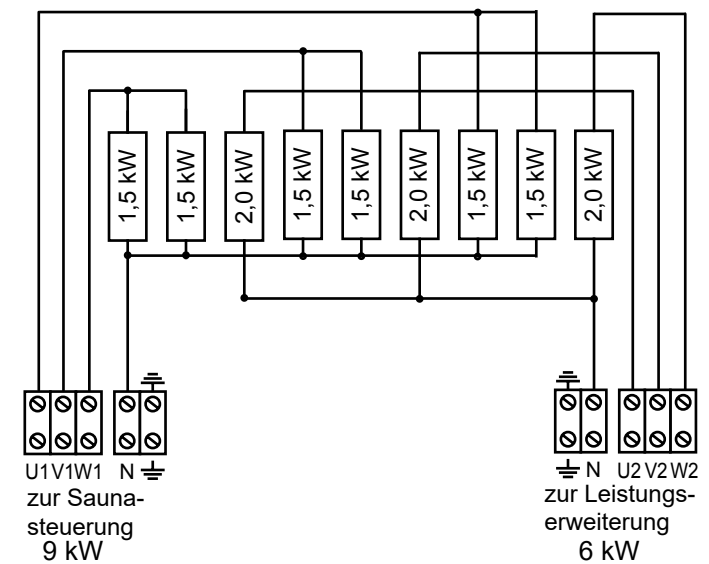 1,5 kW
1,5 kW
2,0 kW
1,5 kW
1,5 kW
2,0 kW
1,5 kW
1,5 kW
2,0 kW
U1 V1 W1 N
zur Sauna-
steuerung
9 kW
N U2 V2 W2
zur Leistungs-
erweiterung
6 kW